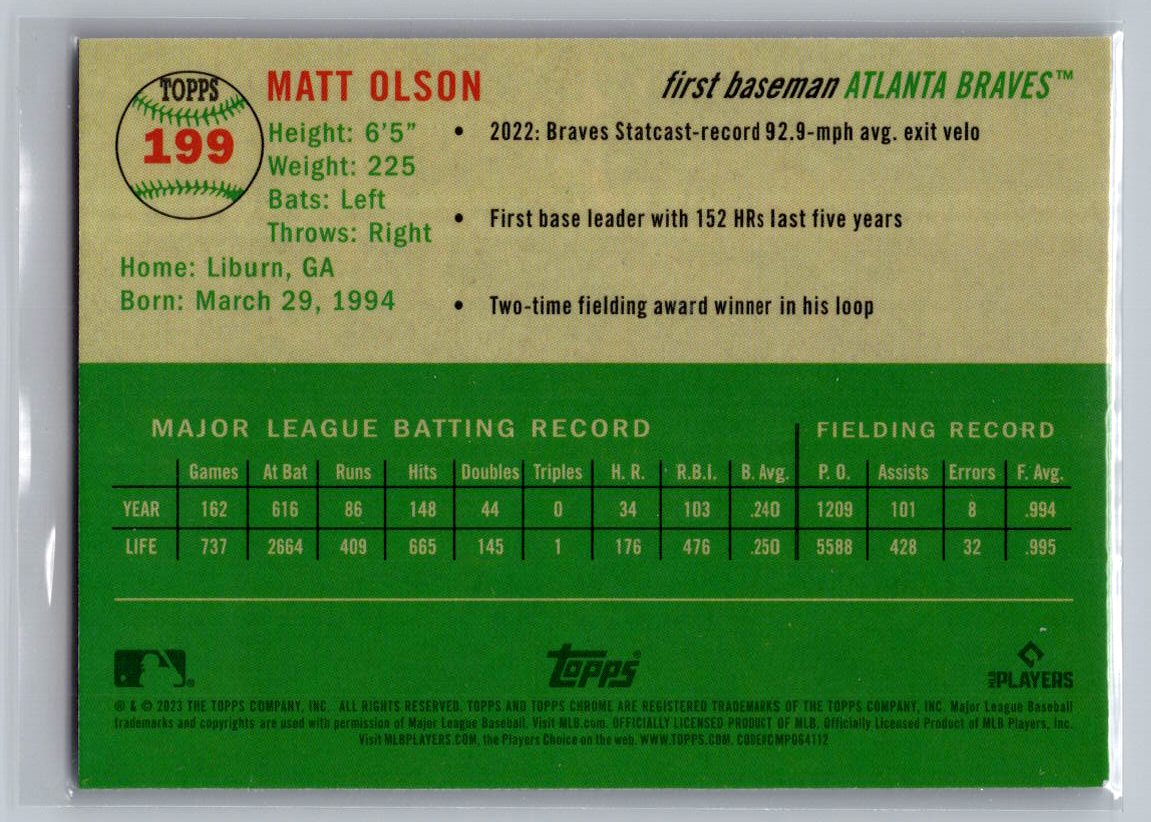 TOPPS
199
MATT OLSON
first baseman ATLANTA BRAVES™
Height: 6'5"
Weight: 225
Bats: Left
Throws: Right
Home: Liburn, GA
Born: March 29, 1994
• 2022: Braves Statcast-record 92.9-mph avg. exit velo
• First base leader with 152 HRs last five years
• Two-time fielding award winner in his loop
MAJOR LEAGUE BATTING RECORD FIELDING RECORD
Games At Bat Runs Hits Doubles Triples H. R. R.B.I. B. Avg. P. O. Assists Errors F. Avg.
YEAR 162 616 86 148 44 0 34 103 .240 1209 101 8 .994
LIFE 737 2664 409 665 145 1 176 476 .250 5588 428 32 .995
topps®
MLB PLAYERS
® & © 2023 THE TOPPS COMPANY, INC. ALL RIGHTS RESERVED. TOPPS AND TOPPS CHROME ARE REGISTERED TRADEMARKS OF THE TOPPS COMPANY, INC. Major League Baseball
trademarks and copyrights are used with permission of Major League Baseball. Visit MLB.com. OFFICIALLY LICENSED PRODUCT OF MLB. Officially Licensed Product of MLB Players, Inc.
Visit MLBPLAYERS.COM, the Players Choice on the web. WWW.TOPPS.COM. CODE#CMP064112